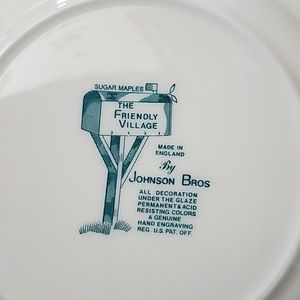 SUGAR MAPLES
THE
FRIENDLY
VILLAGE
MADE IN
ENGLAND
By
JOHNSON BROS
ALL DECORATION
UNDER THE GLAZE
PERMANENT & ACID
RESISTING COLORS
A GENUINE
HAND ENGRAVING
REG. U.S. PAT. OFF.